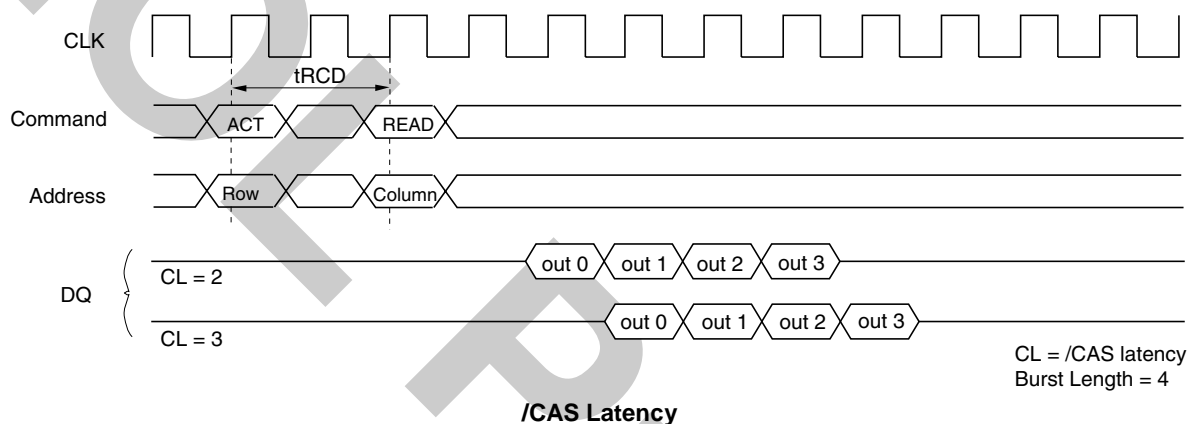 CLK
tRCD
Command ACT READ
Address Row Column
DQ
CL = 2 out 0 out 1 out 2 out 3
CL = 3 out 0 out 1 out 2 out 3
CL = /CAS latency
Burst Length = 4
/CAS Latency